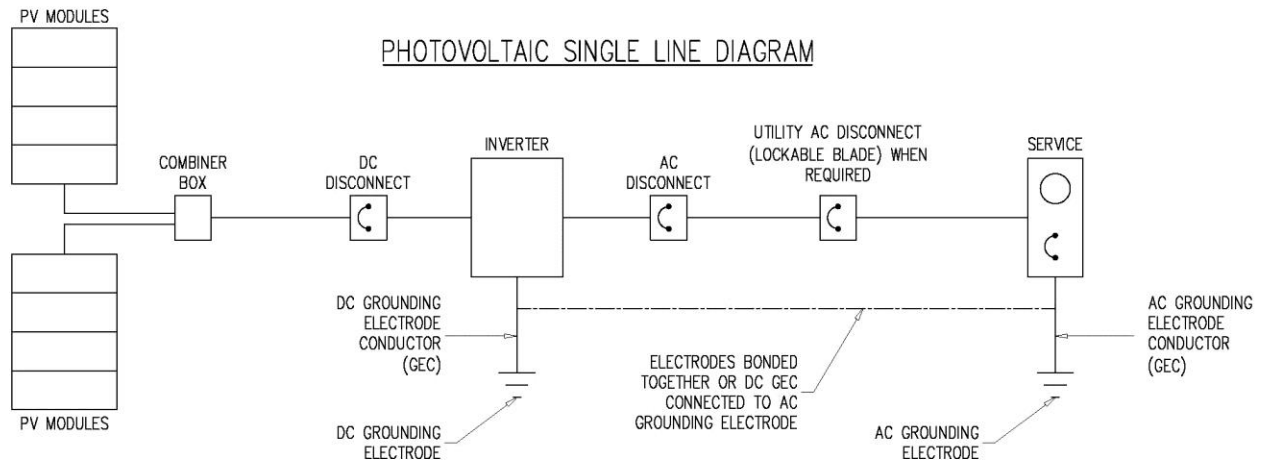 PV MODULES
PHOTOVOLTAIC SINGLE LINE DIAGRAM
COMBINER
BOX
DC
DISCONNECT
INVERTER
AC
DISCONNECT
UTILITY AC DISCONNECT
(LOCKABLE BLADE) WHEN
REQUIRED
SERVICE
PV MODULES
DC GROUNDING
ELECTRODE
CONDUCTOR
(GEC)
DC GROUNDING
ELECTRODE
ELECTRODES BONDED
TOGETHER OR DC GEC
CONNECTED TO AC
GROUNDING ELECTRODE
AC GROUNDING
ELECTRODE
CONDUCTOR
(GEC)
AC GROUNDING
ELECTRODE